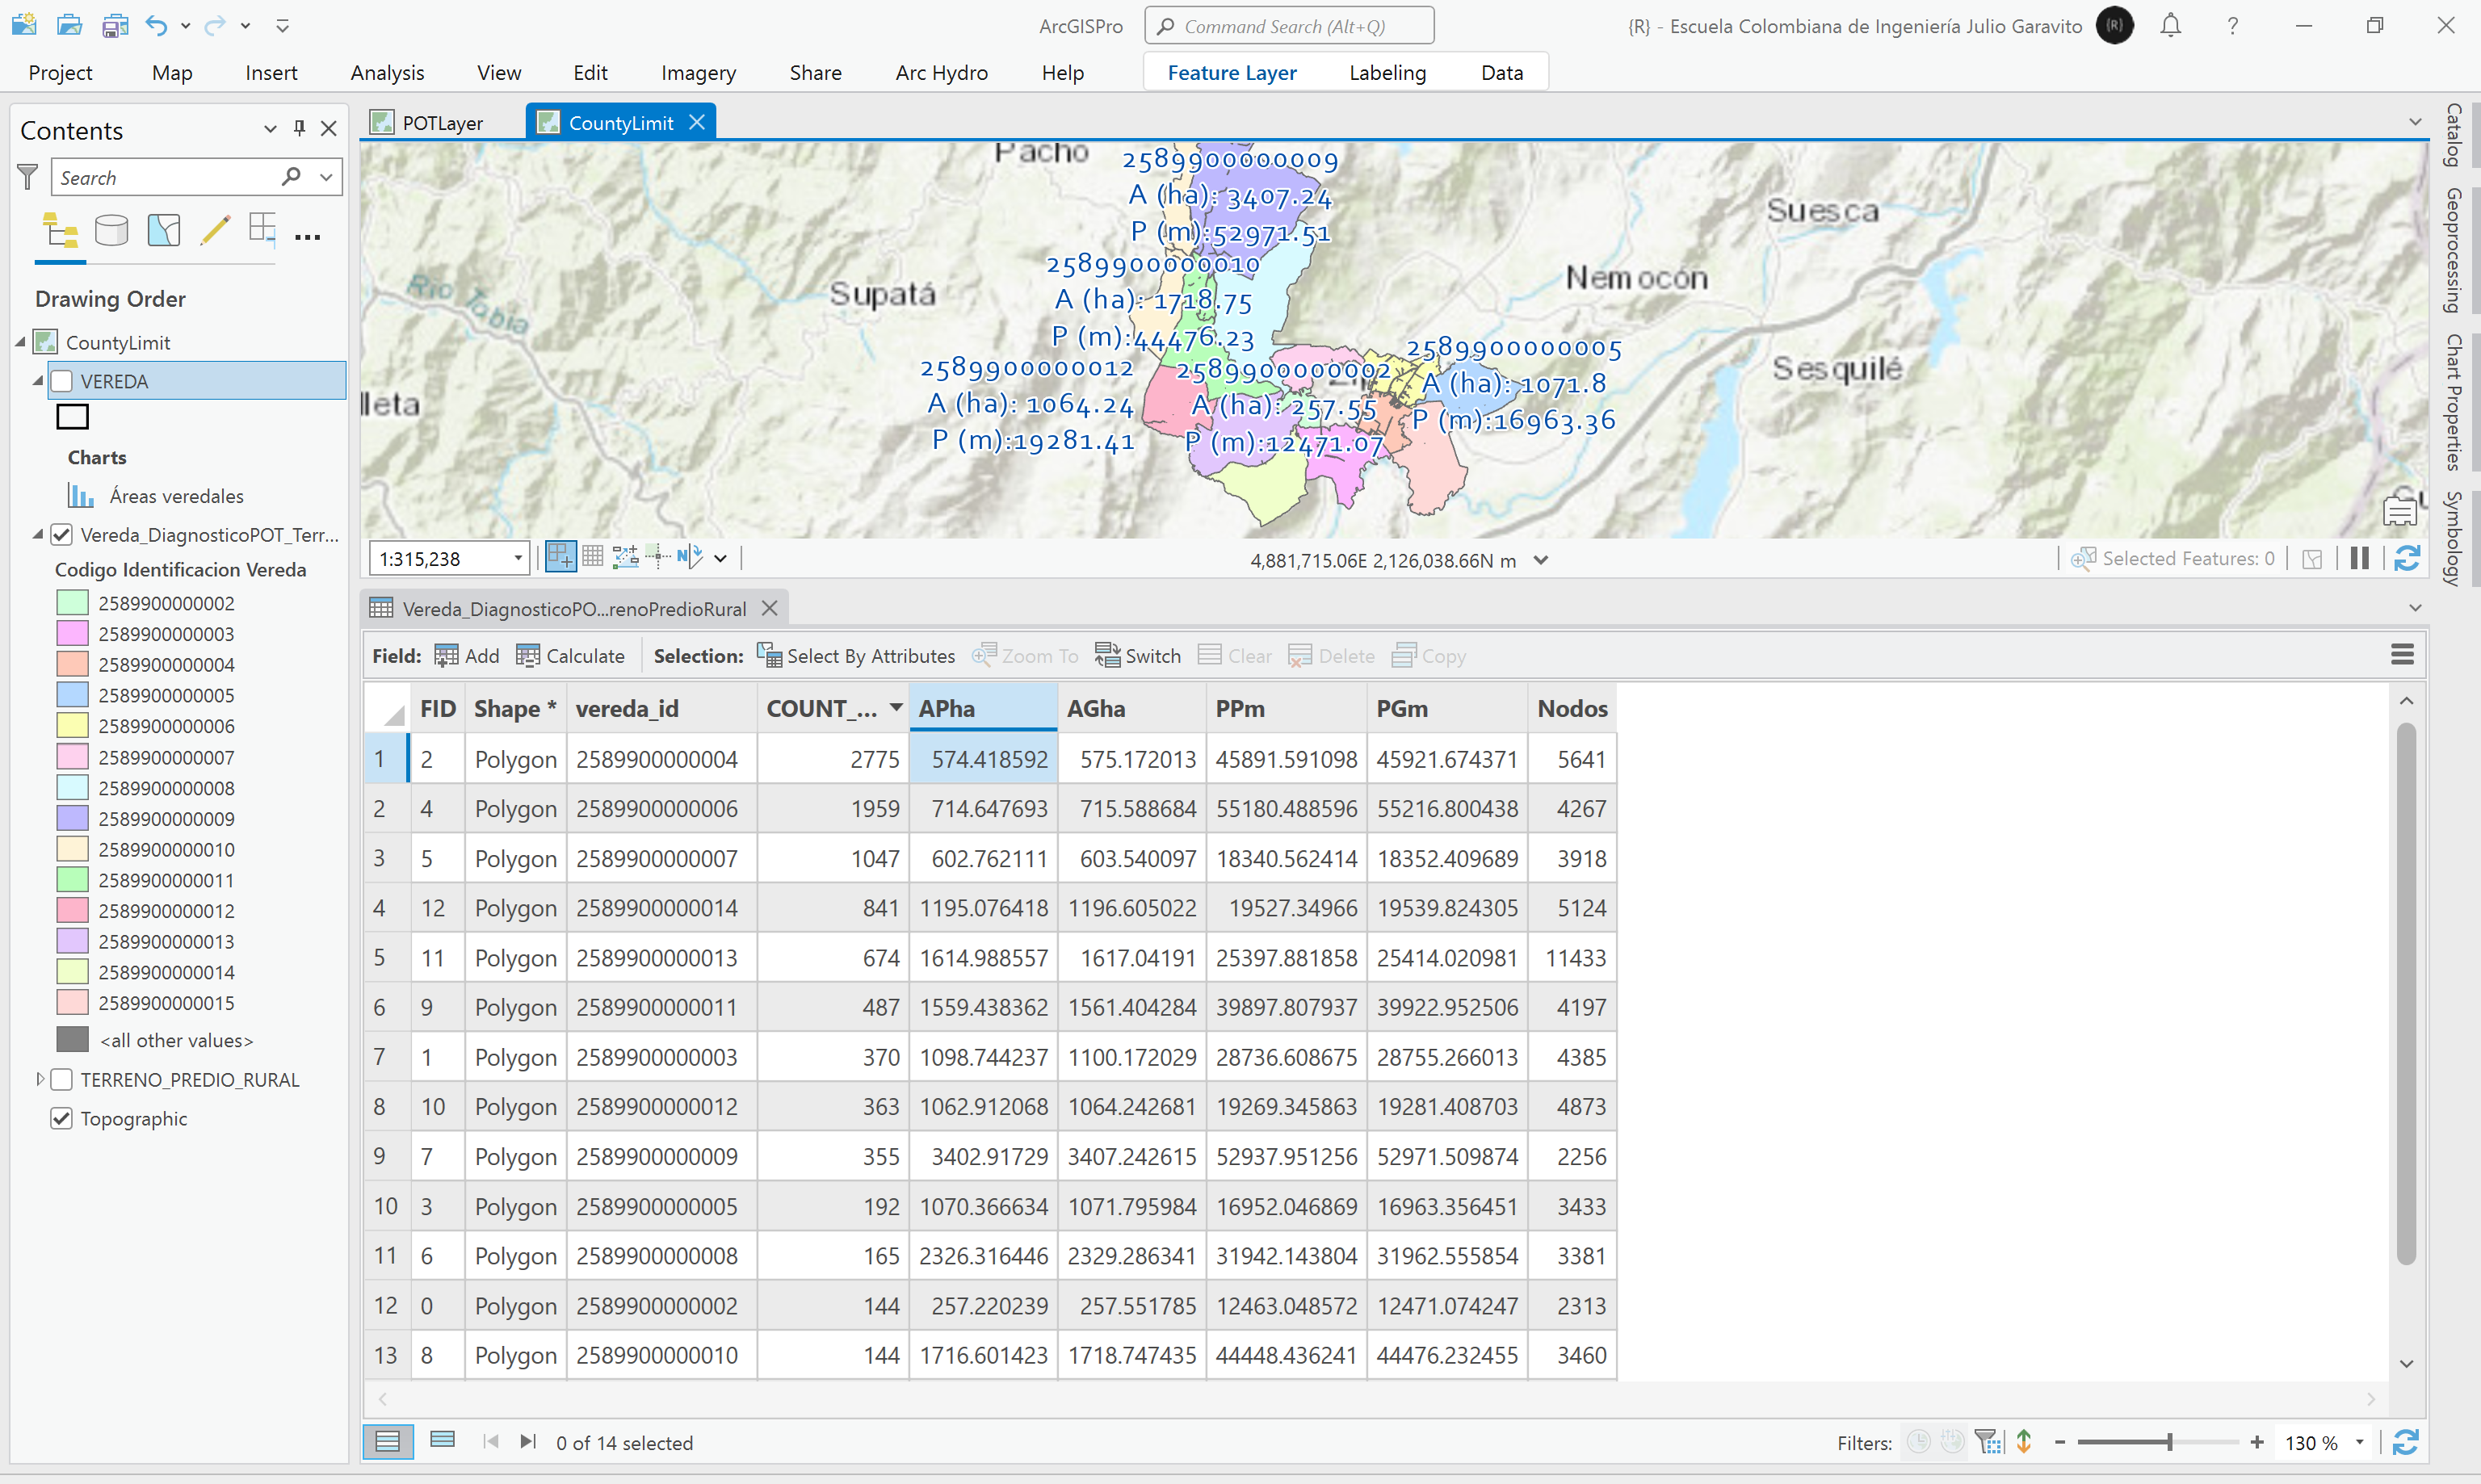 ArcGISPro
Command Search (Alt+Q)
{R} - Escuela Colombiana de Ingeniería Julio Garavito
{R}
Project Map Insert Analysis View Edit Imagery Share Arc Hydro Help Feature Layer Labeling Data
Contents
Search
Drawing Order
CountyLimit
VEREDA
Charts
Áreas veredales
Vereda_DiagnosticoPOT_Terr...
Codigo Identificacion Vereda
2589900000002
2589900000003
2589900000004
2589900000005
2589900000006
2589900000007
2589900000008
2589900000009
2589900000010
2589900000011
2589900000012
2589900000013
2589900000014
2589900000015
<all other values>
TERRENO_PREDIO_RURAL
Topographic
POTLayer
CountyLimit
Pacho
2589900000009
A (ha): 3407.24
P (m):52971.51
Suesca
2589900000010
A (ha): 1718.75
P (m):44476.23
Río Tobia
Supatá
Nemocón
2589900000012
A (ha): 1064.24
P (m):19281.41
2589900000002
A (ha): 257.55
P (m):12471.07
2589900000005
A (ha): 1071.8
P (m):16963.36
Sesquilé
lleta
1:315,238
4,881,715.06E 2,126,038.66N m
Selected Features: 0
Vereda_DiagnosticoPO...renoPredioRural
Field: Add Calculate Selection: Select By Attributes Zoom To Switch Clear Delete Copy
FID Shape * vereda_id COUNT_... APha AGha PPm PGm Nodos
1 2 Polygon 2589900000004 2775 574.418592 575.172013 45891.591098 45921.674371 5641
2 4 Polygon 2589900000006 1959 714.647693 715.588684 55180.488596 55216.800438 4267
3 5 Polygon 2589900000007 1047 602.762111 603.540097 18340.562414 18352.409689 3918
4 12 Polygon 2589900000014 841 1195.076418 1196.605022 19527.34966 19539.824305 5124
5 11 Polygon 2589900000013 674 1614.988557 1617.04191 25397.881858 25414.020981 11433
6 9 Polygon 2589900000011 487 1559.438362 1561.404284 39897.807937 39922.952506 4197
7 1 Polygon 2589900000003 370 1098.744237 1100.172029 28736.608675 28755.266013 4385
8 10 Polygon 2589900000012 363 1062.912068 1064.242681 19269.345863 19281.408703 4873
9 7 Polygon 2589900000009 355 3402.91729 3407.242615 52937.951256 52971.509874 2256
10 3 Polygon 2589900000005 192 1070.366634 1071.795984 16952.046869 16963.356451 3433
11 6 Polygon 2589900000008 165 2326.316446 2329.286341 31942.143804 31962.555854 3381
12 0 Polygon 2589900000002 144 257.220239 257.551785 12463.048572 12471.074247 2313
13 8 Polygon 2589900000010 144 1716.601423 1718.747435 44448.436241 44476.232455 3460
0 of 14 selected
Filters:
130 %
Catalog
Geoprocessing
Chart Properties
Symbology